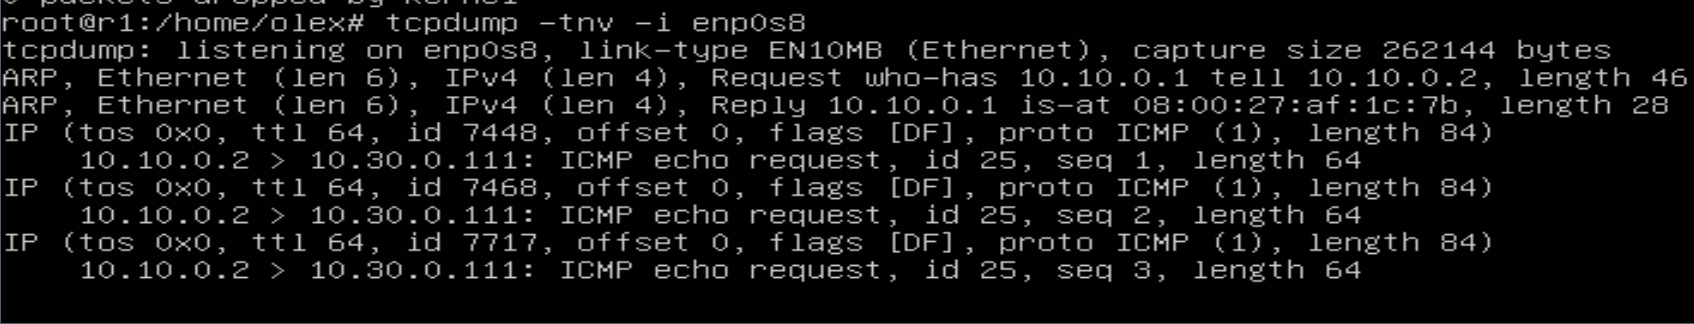 root@r1:/home/olex# tcpdump -tnv -i enp0s8
tcpdump: listening on enp0s8, link-type EN10MB (Ethernet), capture size 262144 bytes
ARP, Ethernet (len 6), IPv4 (len 4), Request who-has 10.10.0.1 tell 10.10.0.2, length 46
ARP, Ethernet (len 6), IPv4 (len 4), Reply 10.10.0.1 is-at 08:00:27:af:1c:7b, length 28
IP (tos 0x0, ttl 64, id 7448, offset 0, flags [DF], proto ICMP (1), length 84)
    10.10.0.2 > 10.30.0.111: ICMP echo request, id 25, seq 1, length 64
IP (tos 0x0, ttl 64, id 7468, offset 0, flags [DF], proto ICMP (1), length 84)
    10.10.0.2 > 10.30.0.111: ICMP echo request, id 25, seq 2, length 64
IP (tos 0x0, ttl 64, id 7717, offset 0, flags [DF], proto ICMP (1), length 84)
    10.10.0.2 > 10.30.0.111: ICMP echo request, id 25, seq 3, length 64